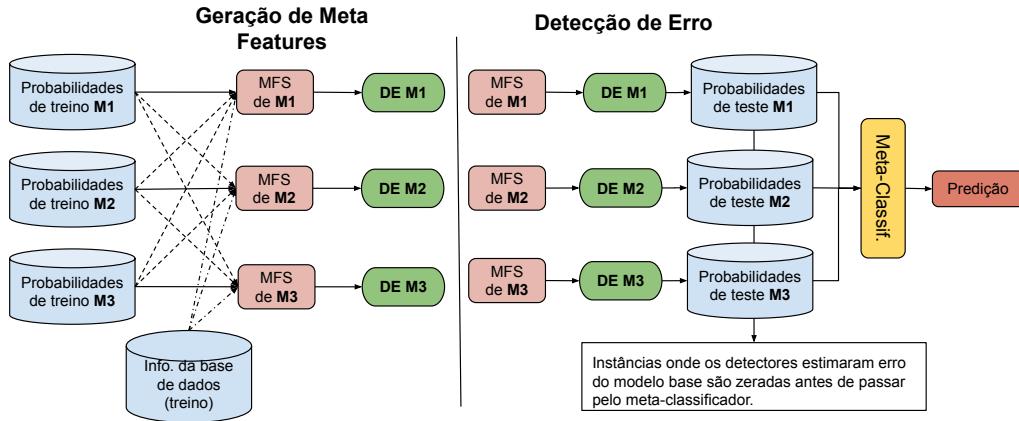 Geração de Meta
Features
Detecção de Erro
Probabilidades
de treino M1
MFS
de M1
DE M1
Probabilidades
de treino M2
MFS
de M2
DE M2
Probabilidades
de treino M3
MFS
de M3
DE M3
Info. da base
de dados
(treino)
MFS
de M1
DE M1
Probabilidades
de teste M1
MFS
de M2
DE M2
Probabilidades
de teste M2
MFS
de M3
DE M3
Probabilidades
de teste M3
Meta-Classif.
Predição
Instâncias onde os detectores estimaram erro
do modelo base são zeradas antes de passar
pelo meta-classificador.